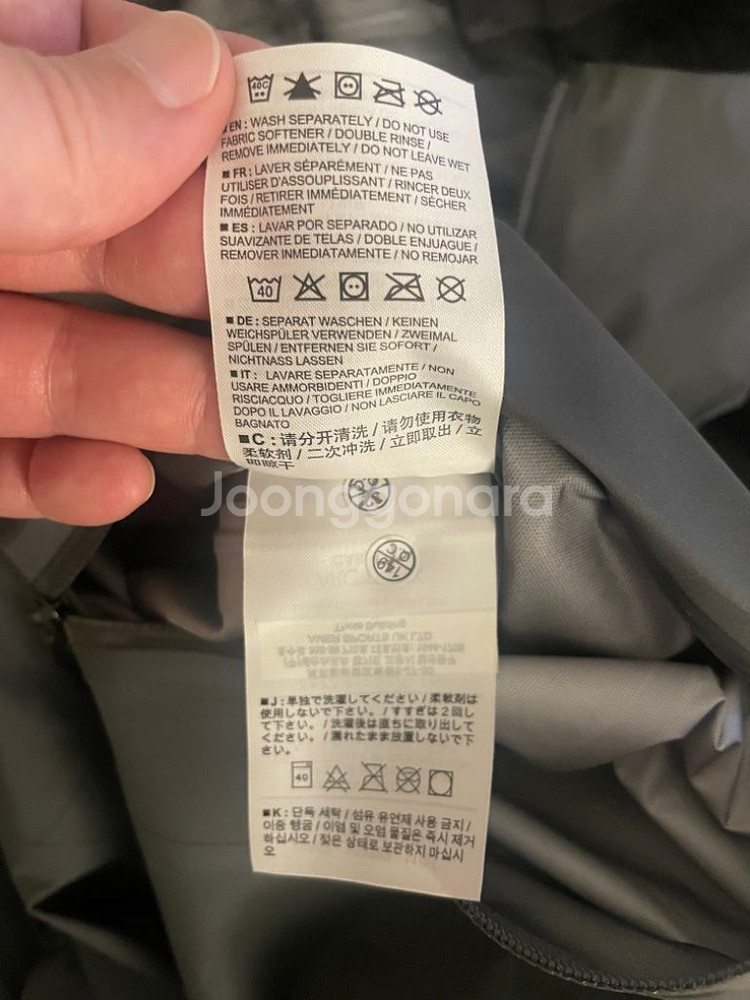 40C
■ EN : WASH SEPARATELY / DO NOT USE
FABRIC SOFTENER / DOUBLE RINSE /
REMOVE IMMEDIATELY / DO NOT LEAVE WET
■ FR : LAVER SÉPARÉMENT / NE PAS
UTILISER D'ASSOUPLISSANT / RINCER DEUX
FOIS / RETIRER IMMÉDIATEMENT / SÉCHER
IMMÉDIATEMENT
■ ES : LAVAR POR SEPARADO / NO UTILIZAR
SUAVIZANTE DE TELAS / DOBLE ENJUAGUE /
REMOVER INMEDIATAMENTE / NO REMOJAR
40
■ DE : SEPARAT WASCHEN / KEINEN
WEICHSPÜLER VERWENDEN / ZWEIMAL
SPÜLEN / ENTFERNEN SIE SOFORT /
NICHTNASS LASSEN
■ IT : LAVARE SEPARATAMENTE / NON
USARE AMMORBIDENTI / DOPPIO
RISCIACQUO / TOGLIERE IMMEDIATAMENTE
DOPO IL LAVAGGIO / NON LASCIARE IL CAPO
BAGNATO
■ C : 请分开清洗 / 请勿使用衣物
柔软剂 / 二次冲洗 / 立即取出 / 立
即晾干
Joonggonara
Q.C.
149
Q.C.
AMER SPORTS UK LTD
■ J : 単独で洗濯してください / 柔軟剤は
使用しないで下さい。/ すすぎは2回し
て下さい。/ 洗濯後は直ちに取り出して
ください。/ 濡れたまま放置しないで下
さい。
40
■ K : 단독 세탁 / 섬유 유연제 사용 금지 /
이중 헹굼 / 이염 및 오염 물질은 즉시 제거
하십시오 / 젖은 상태로 보관하지 마십시
오